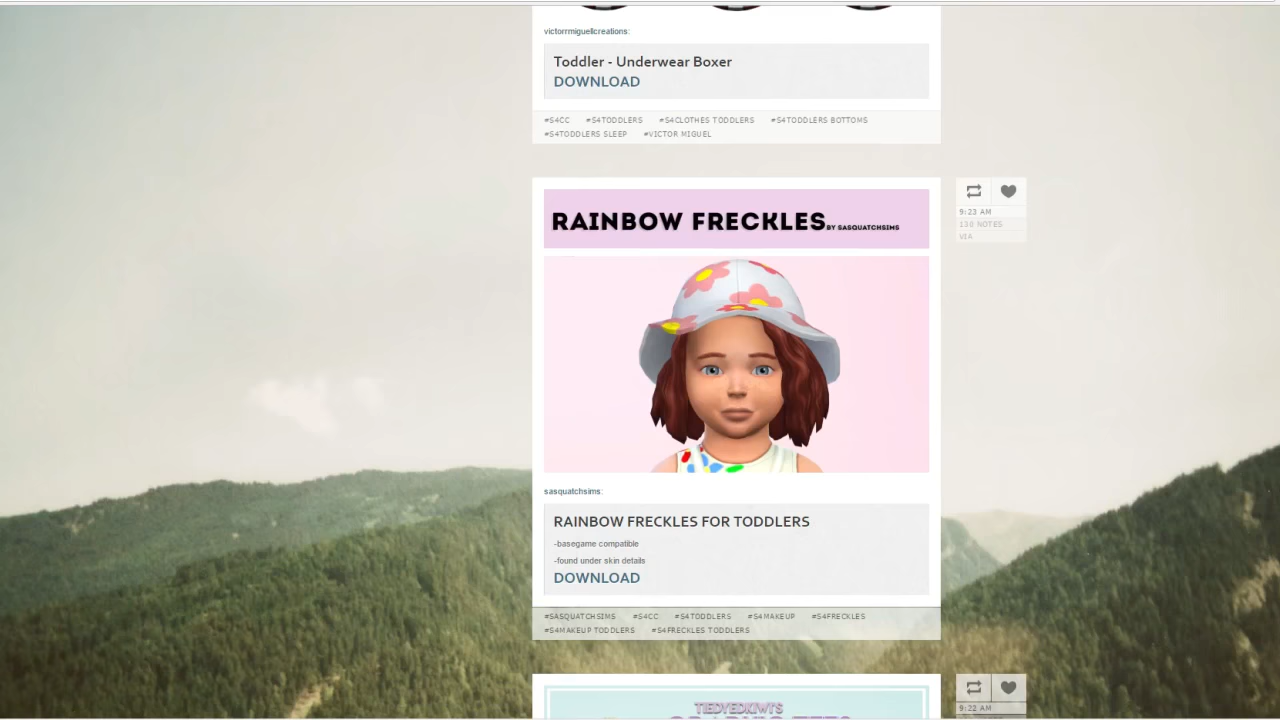 victorrmiguellcreations:
Toddler - Underwear Boxer
DOWNLOAD
#S4CC #S4TODDLERS #S4CLOTHES TODDLERS #S4TODDLERS BOTTOMS
#S4TODDLERS SLEEP #VICTOR MIGUEL
RAINBOW FRECKLES BY SASQUATCHSIMS
9:23 AM
138 NOTES
VIA
sasquatchsims:
RAINBOW FRECKLES FOR TODDLERS
-basegame compatible
-found under skin details
DOWNLOAD
#SASQUATCHSIMS #S4CC #S4TODDLERS #S4MAKEUP #S4FRECKLES
#S4MAKEUP TODDLERS #S4FRECKLES TODDLERS
TIEDYEDKIWI'S
9:22 AM